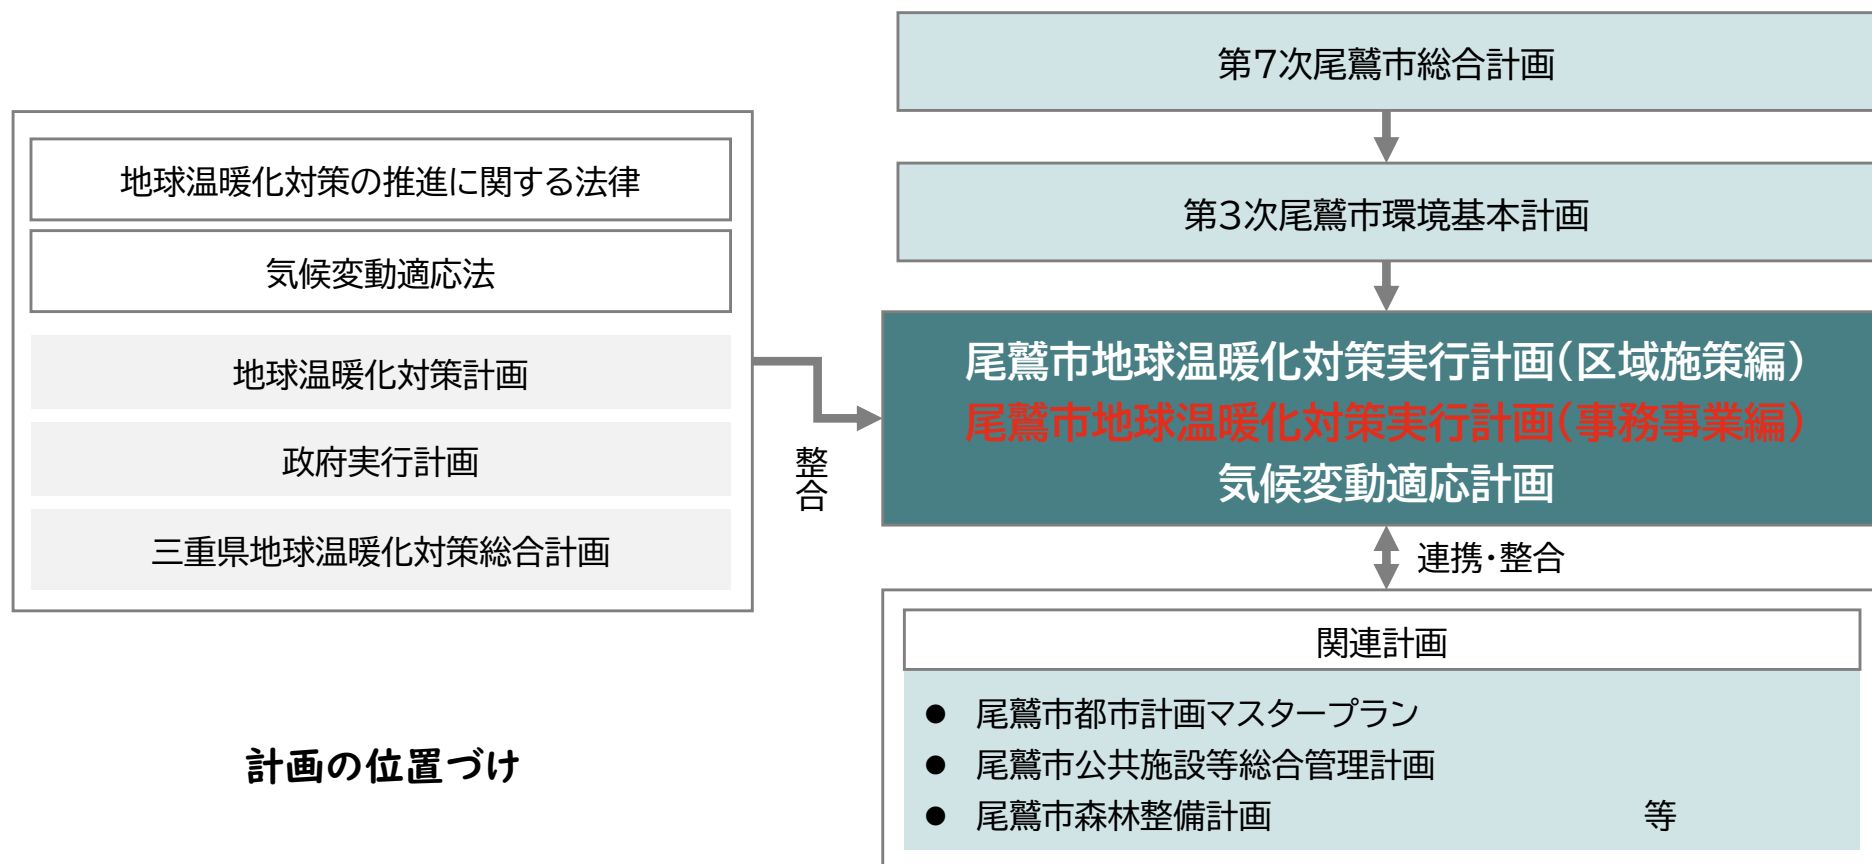 第7次尾鷲市総合計画
第3次尾鷲市環境基本計画
地球温暖化対策の推進に関する法律
気候変動適応法
地球温暖化対策計画
政府実行計画
三重県地球温暖化対策総合計画
整合
尾鷲市地球温暖化対策実行計画(区域施策編)
尾鷲市地球温暖化対策実行計画(事務事業編)
気候変動適応計画
連携・整合
関連計画
● 尾鷲市都市計画マスタープラン
● 尾鷲市公共施設等総合管理計画
● 尾鷲市森林整備計画 等
計画の位置づけ